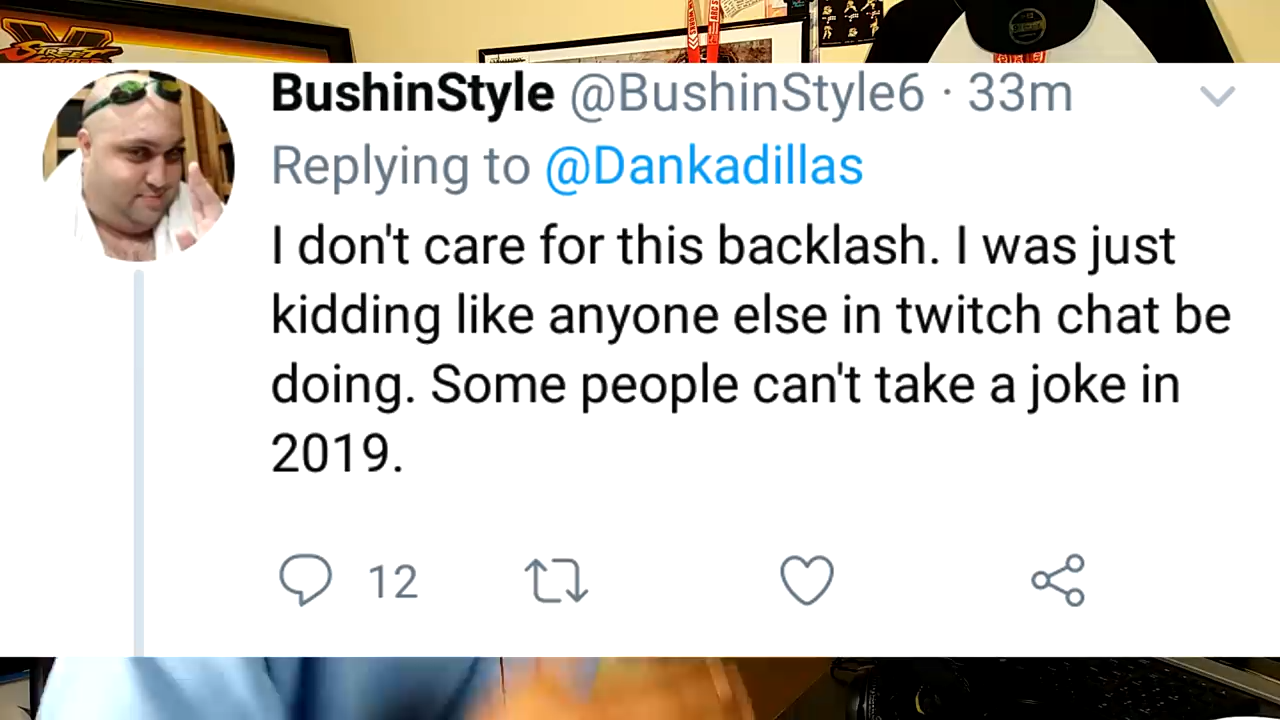 STREET
BushinStyle @BushinStyle6 · 33m
Replying to @Dankadillas
I don't care for this backlash. I was just
kidding like anyone else in twitch chat be
doing. Some people can't take a joke in
2019.
12